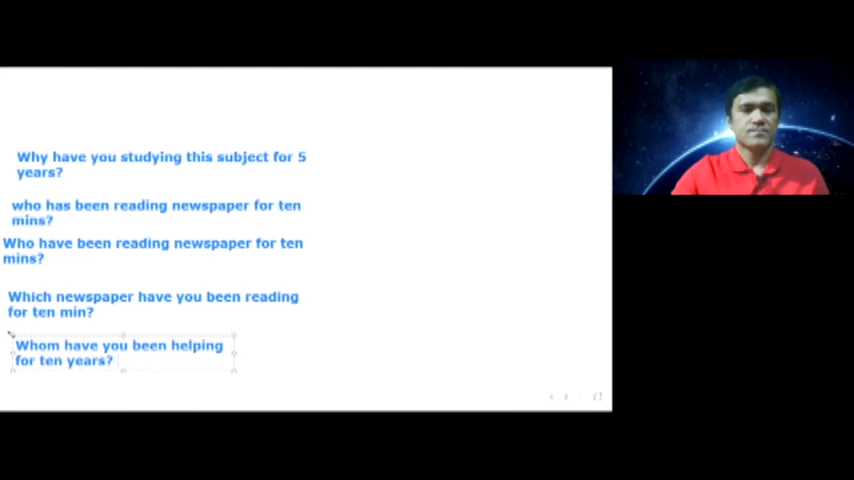 Why have you studying this subject for 5
years?
who has been reading newspaper for ten
mins?
Who have been reading newspaper for ten
mins?
Which newspaper have you been reading
for ten min?
Whom have you been helping
for ten years?